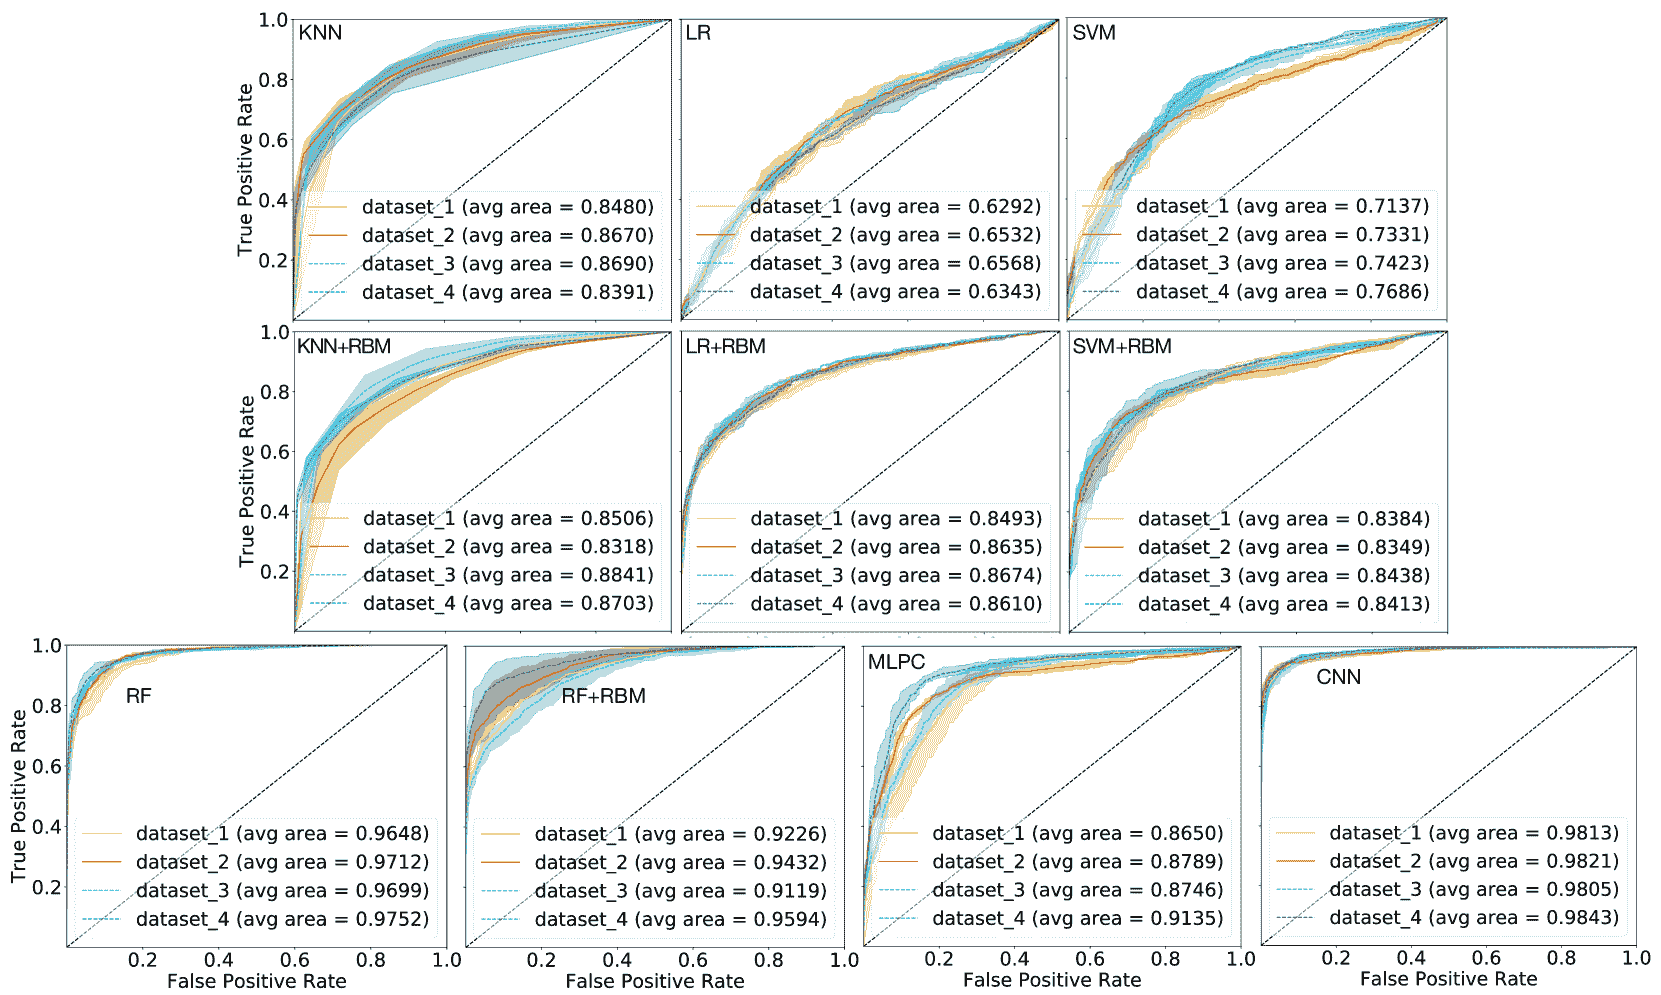 KNN
LR
SVM
1.0
0.8
0.6
0.4
0.2
True Positive Rate
dataset_1 (avg area = 0.8480)
dataset_2 (avg area = 0.8670)
dataset_3 (avg area = 0.8690)
dataset_4 (avg area = 0.8391)
dataset_1 (avg area = 0.6292)
dataset_2 (avg area = 0.6532)
dataset_3 (avg area = 0.6568)
dataset_4 (avg area = 0.6343)
dataset_1 (avg area = 0.7137)
dataset_2 (avg area = 0.7331)
dataset_3 (avg area = 0.7423)
dataset_4 (avg area = 0.7686)
KNN+RBM
LR+RBM
SVM+RBM
1.0
0.8
0.6
0.4
0.2
True Positive Rate
dataset_1 (avg area = 0.8506)
dataset_2 (avg area = 0.8318)
dataset_3 (avg area = 0.8841)
dataset_4 (avg area = 0.8703)
dataset_1 (avg area = 0.8493)
dataset_2 (avg area = 0.8635)
dataset_3 (avg area = 0.8674)
dataset_4 (avg area = 0.8610)
dataset_1 (avg area = 0.8384)
dataset_2 (avg area = 0.8349)
dataset_3 (avg area = 0.8438)
dataset_4 (avg area = 0.8413)
RF
RF+RBM
MLPC
CNN
1.0
0.8
0.6
0.4
0.2
True Positive Rate
dataset_1 (avg area = 0.9648)
dataset_2 (avg area = 0.9712)
dataset_3 (avg area = 0.9699)
dataset_4 (avg area = 0.9752)
0.2 0.4 0.6 0.8 1.0
False Positive Rate
dataset_1 (avg area = 0.9226)
dataset_2 (avg area = 0.9432)
dataset_3 (avg area = 0.9119)
dataset_4 (avg area = 0.9594)
0.2 0.4 0.6 0.8 1.0
False Positive Rate
dataset_1 (avg area = 0.8650)
dataset_2 (avg area = 0.8789)
dataset_3 (avg area = 0.8746)
dataset_4 (avg area = 0.9135)
0.2 0.4 0.6 0.8 1.0
False Positive Rate
dataset_1 (avg area = 0.9813)
dataset_2 (avg area = 0.9821)
dataset_3 (avg area = 0.9805)
dataset_4 (avg area = 0.9843)
0.2 0.4 0.6 0.8 1.0
False Positive Rate